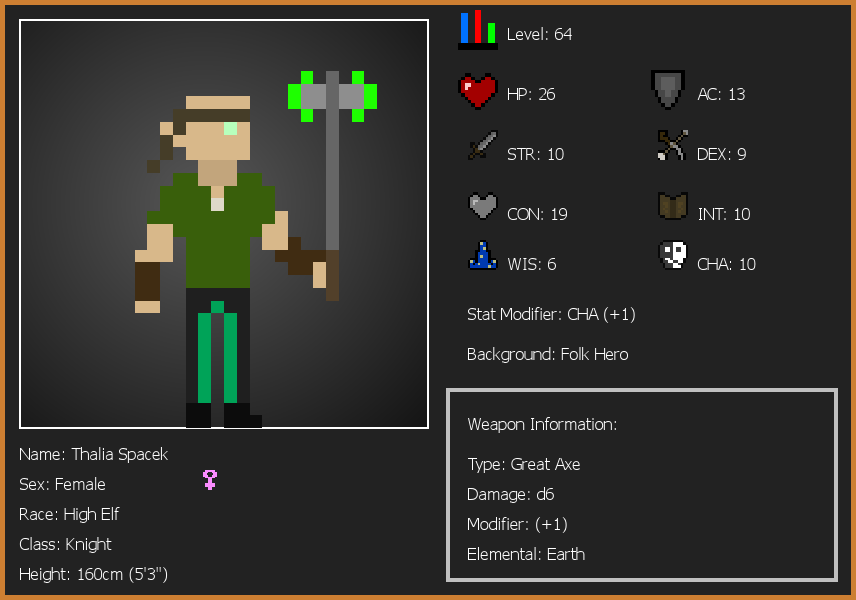 Level: 64
HP: 26
AC: 13
STR: 10
DEX: 9
CON: 19
INT: 10
WIS: 6
CHA: 10
Stat Modifier: CHA (+1)
Background: Folk Hero
Weapon Information:
Type: Great Axe
Damage: d6
Modifier: (+1)
Elemental: Earth
Name: Thalia Spacek
Sex: Female
Race: High Elf
Class: Knight
Height: 160cm (5'3")